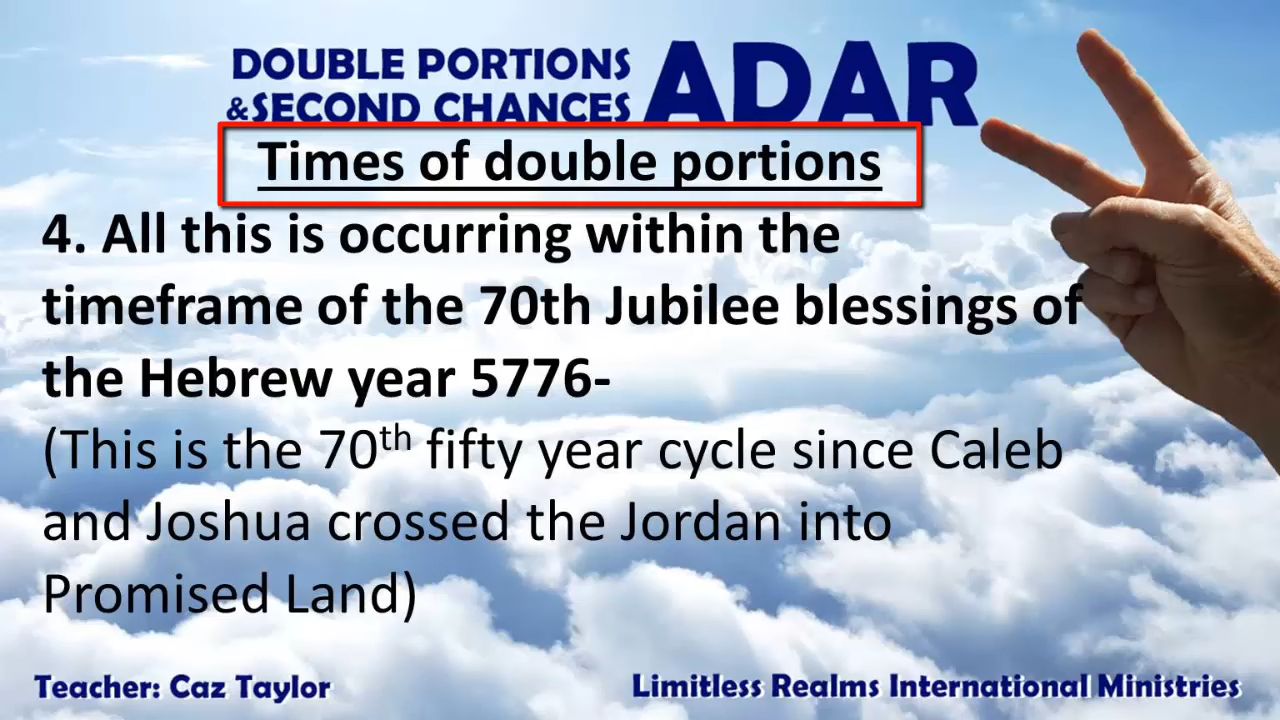 DOUBLE PORTIONS
&SECOND CHANCES
ADAR
Times of double portions
4. All this is occurring within the
timeframe of the 70th Jubilee blessings of
the Hebrew year 5776-
(This is the 70th fifty year cycle since Caleb
and Joshua crossed the Jordan into
Promised Land)
Teacher: Caz Taylor
Limitless Realms International Ministries